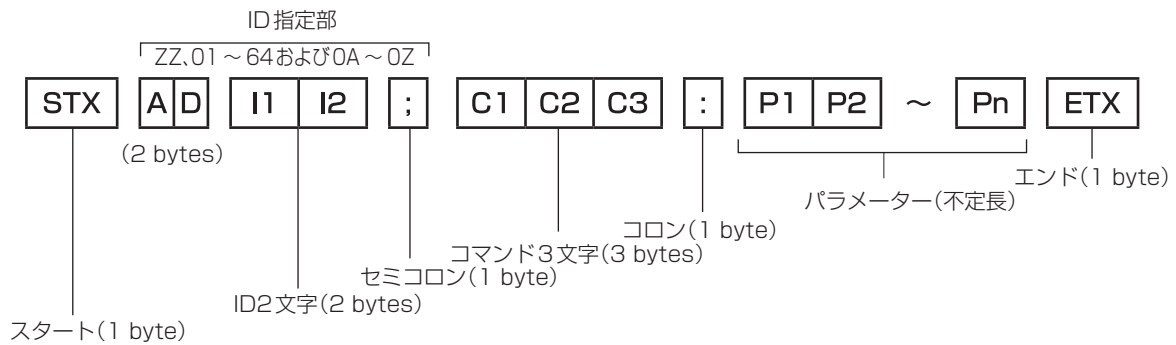 ID指定部
ZZ、01～64および0A～0Z
STX A D I1 I2 ; C1 C2 C3 : P1 P2 ～ Pn ETX
(2 bytes)
エンド(1 byte)
パラメーター(不定長)
コロン(1 byte)
コマンド3文字(3 bytes)
セミコロン(1 byte)
ID2文字(2 bytes)
スタート(1 byte)